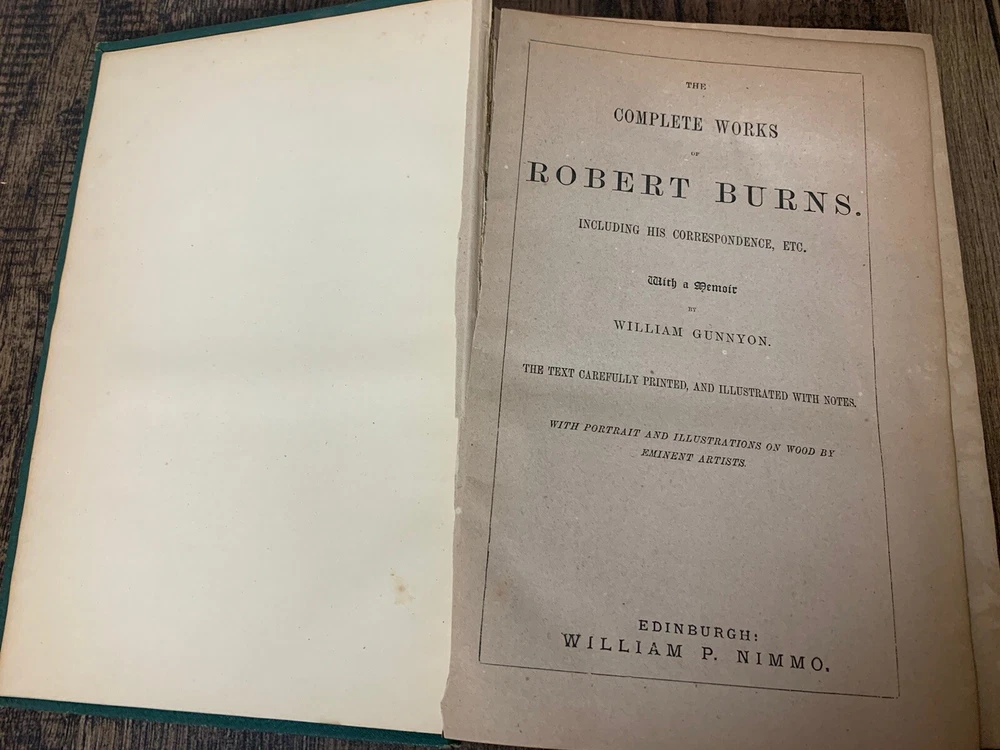 THE
COMPLETE WORKS
OF
ROBERT BURNS.
INCLUDING HIS CORRESPONDENCE, ETC.
With a Memoir
BY
WILLIAM GUNNYON.
THE TEXT CAREFULLY PRINTED, AND ILLUSTRATED WITH NOTES.
WITH PORTRAIT AND ILLUSTRATIONS ON WOOD BY
EMINENT ARTISTS.
EDINBURGH:
WILLIAM P. NIMMO.